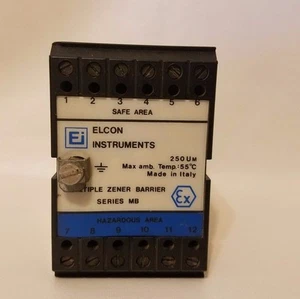 1 2 3 4 5 6
SAFE AREA
Ei ELCON
INSTRUMENTS
250 UM
Max amb. Temp.:55°C
Made in Italy
TIPLE ZENER BARRIER
SERIES MB
Ex
HAZARDOUS AREA
7 8 9 10 11 12